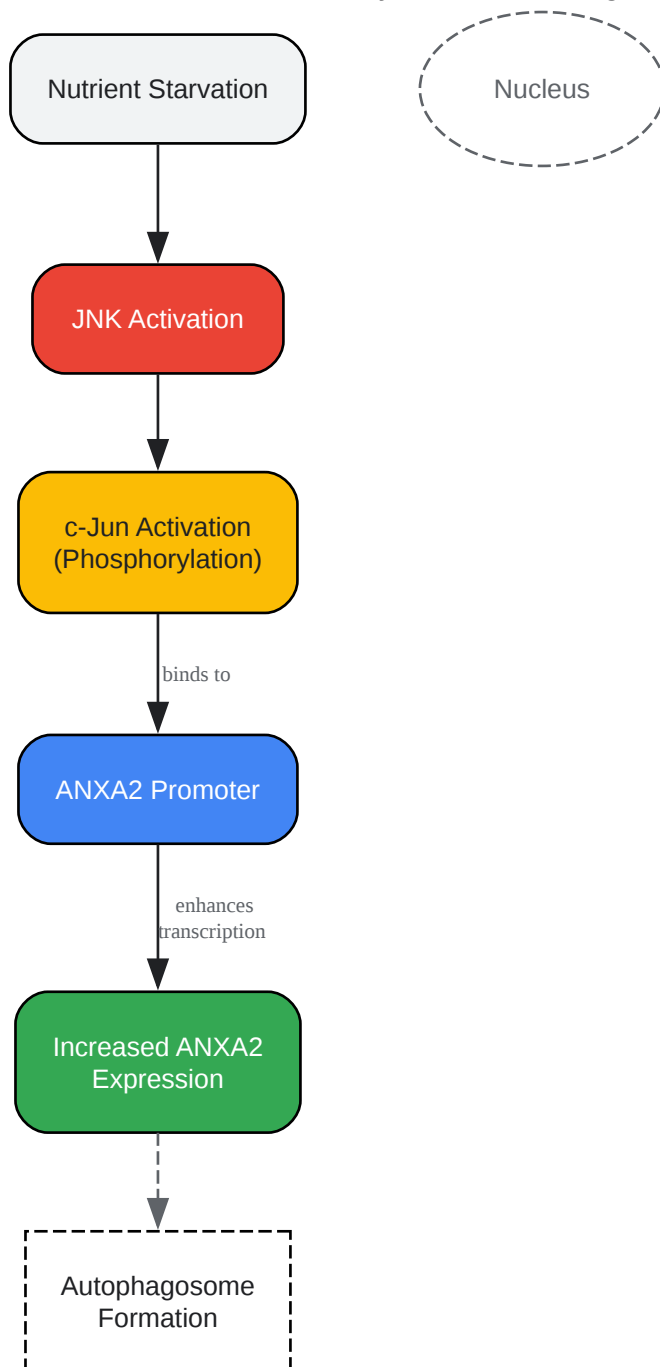 Nutrient Starvation
Nucleus
JNK Activation
c-Jun Activation
(Phosphorylation)
binds to
ANXA2 Promoter
enhances
transcription
Increased ANXA2
Expression
Autophagosome
Formation